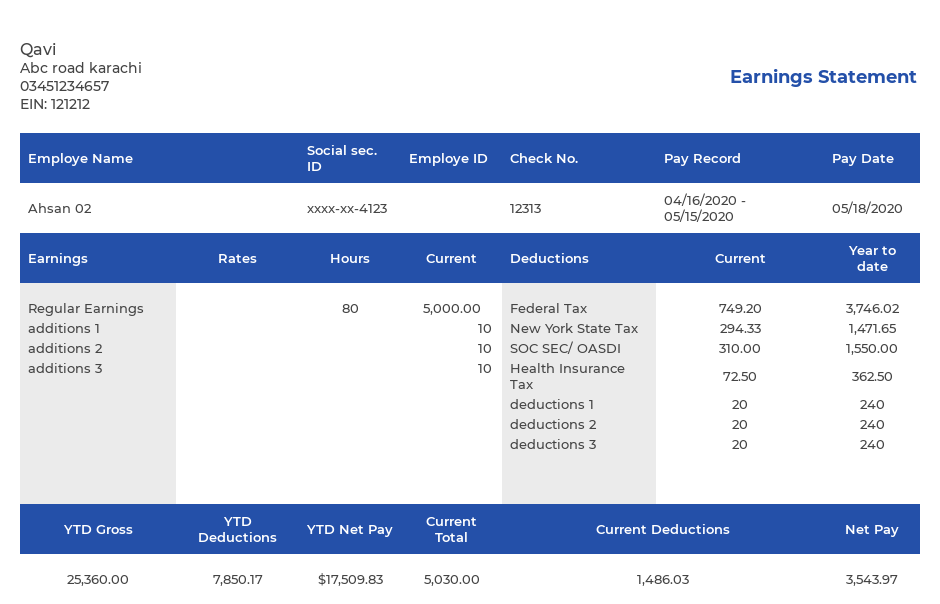 Qavi
Abc road karachi
03451234657
EIN: 121212
Earnings Statement
Employe Name Social sec. ID Employe ID Check No. Pay Record Pay Date
Ahsan 02 xxxx-xx-4123 12313 04/16/2020 - 05/15/2020 05/18/2020
Earnings Rates Hours Current Deductions Current Year to date
Regular Earnings 80 5,000.00 Federal Tax 749.20 3,746.02
additions 1 10 New York State Tax 294.33 1,471.65
additions 2 10 SOC SEC/ OASDI 310.00 1,550.00
additions 3 10 Health Insurance Tax 72.50 362.50
deductions 1 20 240
deductions 2 20 240
deductions 3 20 240
YTD Gross YTD Deductions YTD Net Pay Current Total Current Deductions Net Pay
25,360.00 7,850.17 $17,509.83 5,030.00 1,486.03 3,543.97